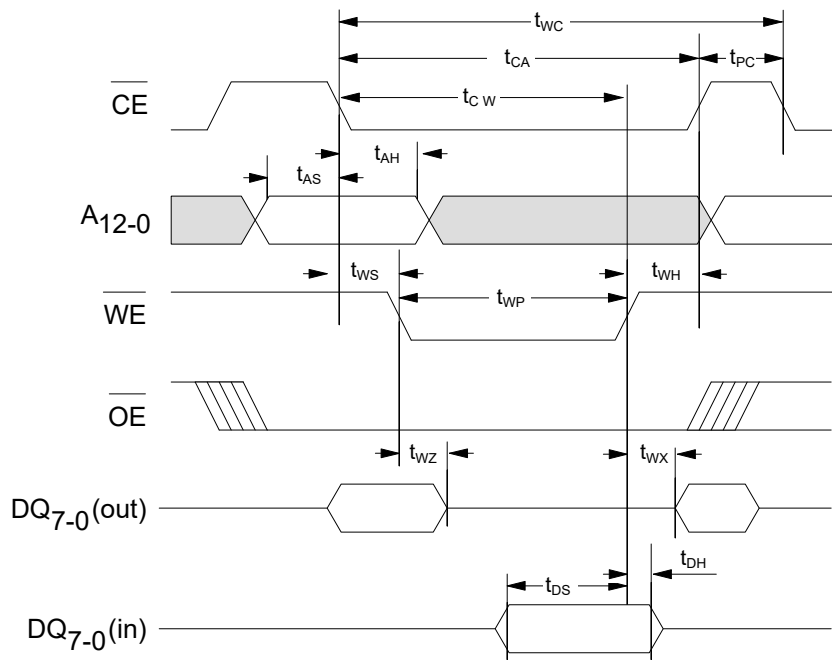 tWC
tCA
tPC
CE
tC W
tAH
tAS
A12-0
tWS
tWH
WE
tWP
OE
tWZ
tWX
DQ7-0(out)
tDH
tDS
DQ7-0(in)